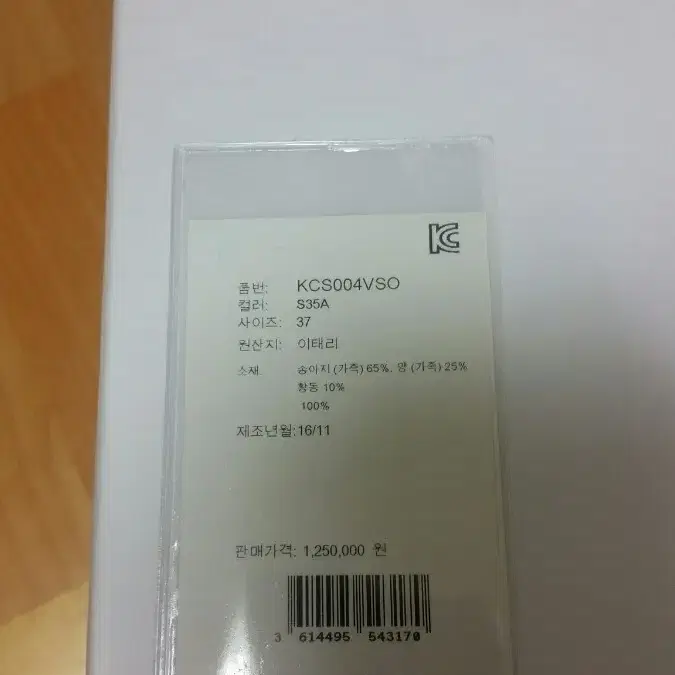 KC
품번: KCS004VSO
컬러: S35A
사이즈: 37
원산지: 이태리
소재 송아지 (가죽) 65%, 양 (가죽) 25%
황동 10%
100%
제조년월:16/11
판매가격: 1,250,000 원
3 614495 543170